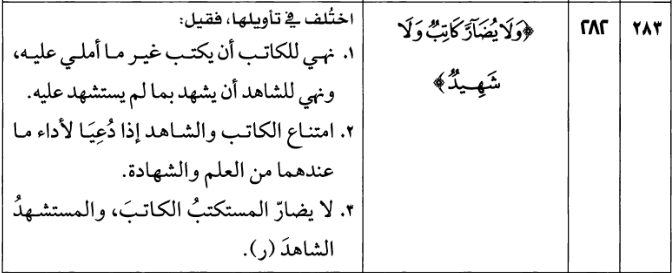 ٢٨٣
٢٨٢
﴿وَلَا يُضَآرَّ كَاتِبٌ وَلَا
شَهِيدٌ﴾
اختُلف في تأويلها، فقيل:
١. نهي للكاتب أن يكتب غير ما أملي عليه،
ونهي للشاهد أن يشهد بما لم يستشهد عليه.
٢. امتناع الكاتب والشاهد إذا دُعِيَا لأداء ما
عندهما من العلم والشهادة.
٣. لا يضارّ المستكتبُ الكاتبَ، والمستشهدُ
الشاهدَ (ر).